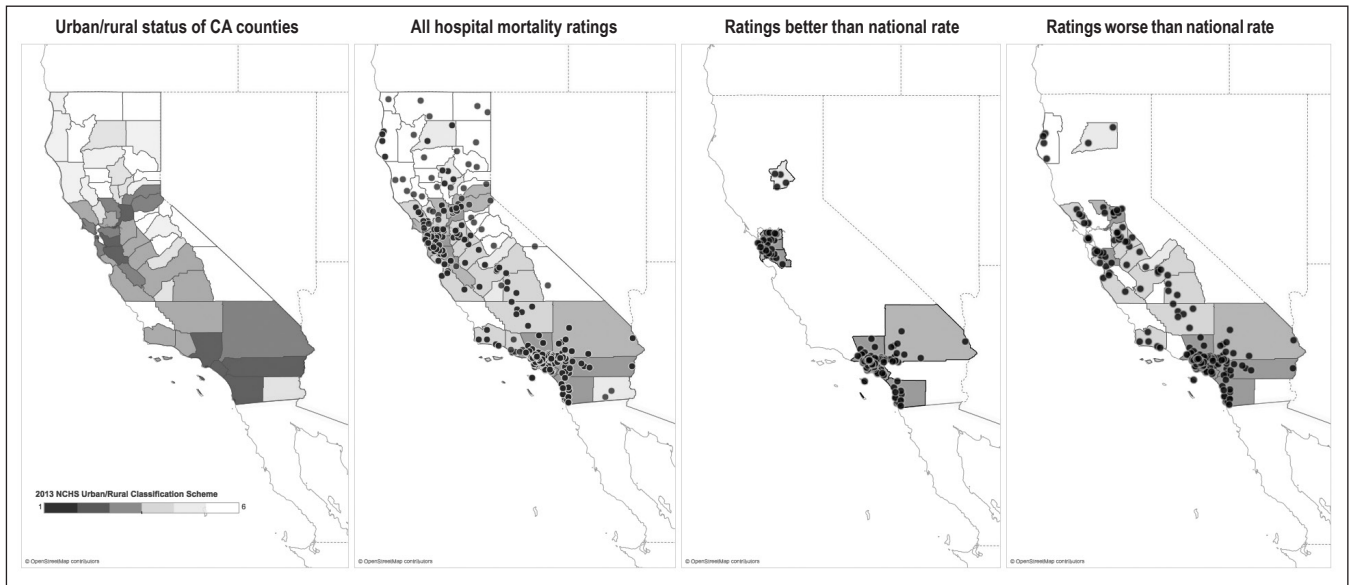 Urban/rural status of CA counties
All hospital mortality ratings
Ratings better than national rate
Ratings worse than national rate
2013 NCHS Urban/Rural Classification Scheme
1 6
© OpenStreetMap contributors
© OpenStreetMap contributors
© OpenStreetMap contributors
© OpenStreetMap contributors